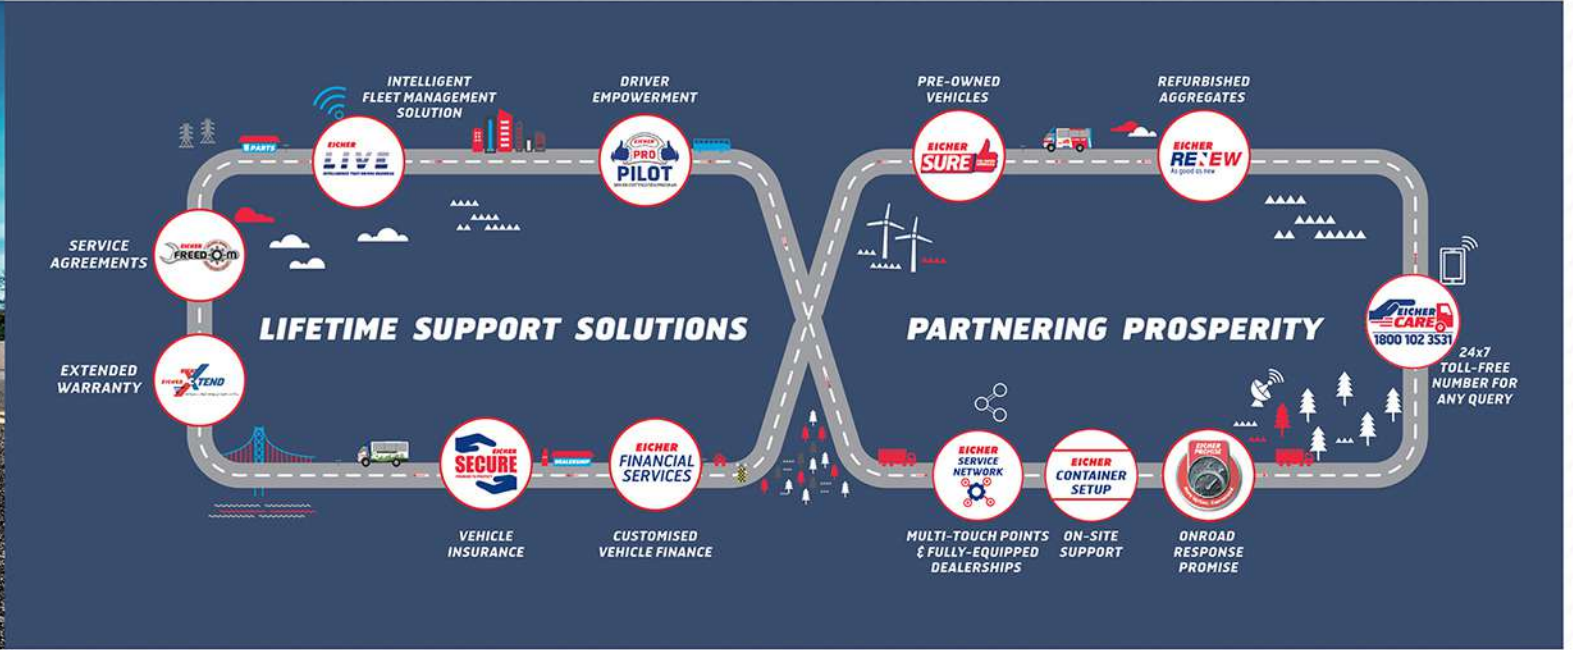 INTELLIGENT
FLEET MANAGEMENT
SOLUTION
DRIVER
EMPOWERMENT
PRE-OWNED
VEHICLES
REFURBISHED
AGGREGATES
PARTS
EICHER
LIVE
EICHER
PRO
PILOT
EICHER
SURE
EICHER
RENEW
As good as new
SERVICE
AGREEMENTS
EICHER
FREED-O-M
LIFETIME SUPPORT SOLUTIONS
PARTNERING PROSPERITY
EICHER
CARE
1800 102 3531
24x7
TOLL-FREE
NUMBER FOR
ANY QUERY
EXTENDED
WARRANTY
EICHER
XTEND
EICHER
SECURE
DEALERSHIP
EICHER
FINANCIAL
SERVICES
EICHER
SERVICE
NETWORK
EICHER
CONTAINER
SETUP
EICHER
PROMISE
VEHICLE
INSURANCE
CUSTOMISED
VEHICLE FINANCE
MULTI-TOUCH POINTS
& FULLY-EQUIPPED
DEALERSHIPS
ON-SITE
SUPPORT
ONROAD
RESPONSE
PROMISE